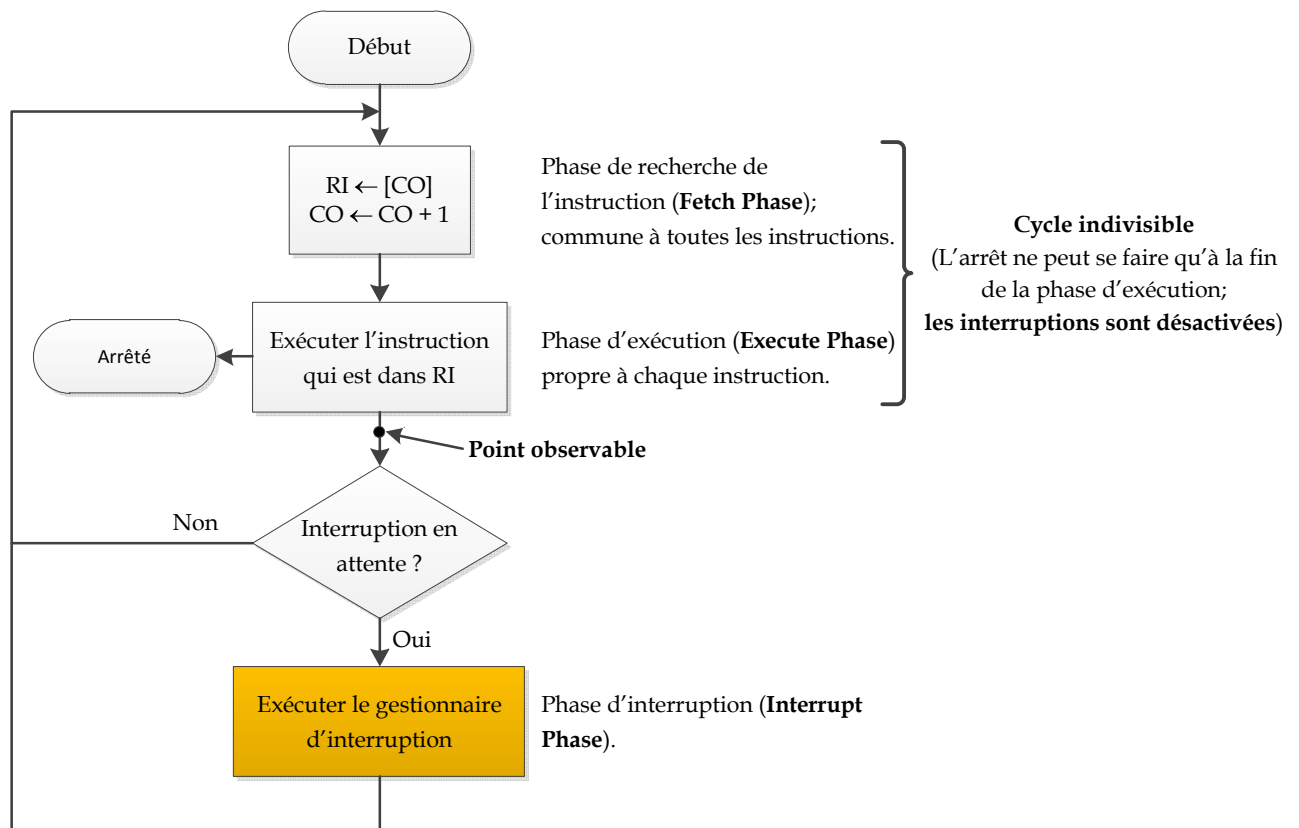 Début
RI ← [CO]
CO ← CO + 1
Phase de recherche de
l’instruction (Fetch Phase);
commune à toutes les instructions.
Cycle indivisible
(L’arrêt ne peut se faire qu’à la fin
de la phase d’exécution;
les interruptions sont désactivées)
Arrêté
Exécuter l’instruction
qui est dans RI
Phase d’exécution (Execute Phase)
propre à chaque instruction.
Point observable
Non
Interruption en
attente ?
Oui
Exécuter le gestionnaire
d’interruption
Phase d’interruption (Interrupt
Phase).